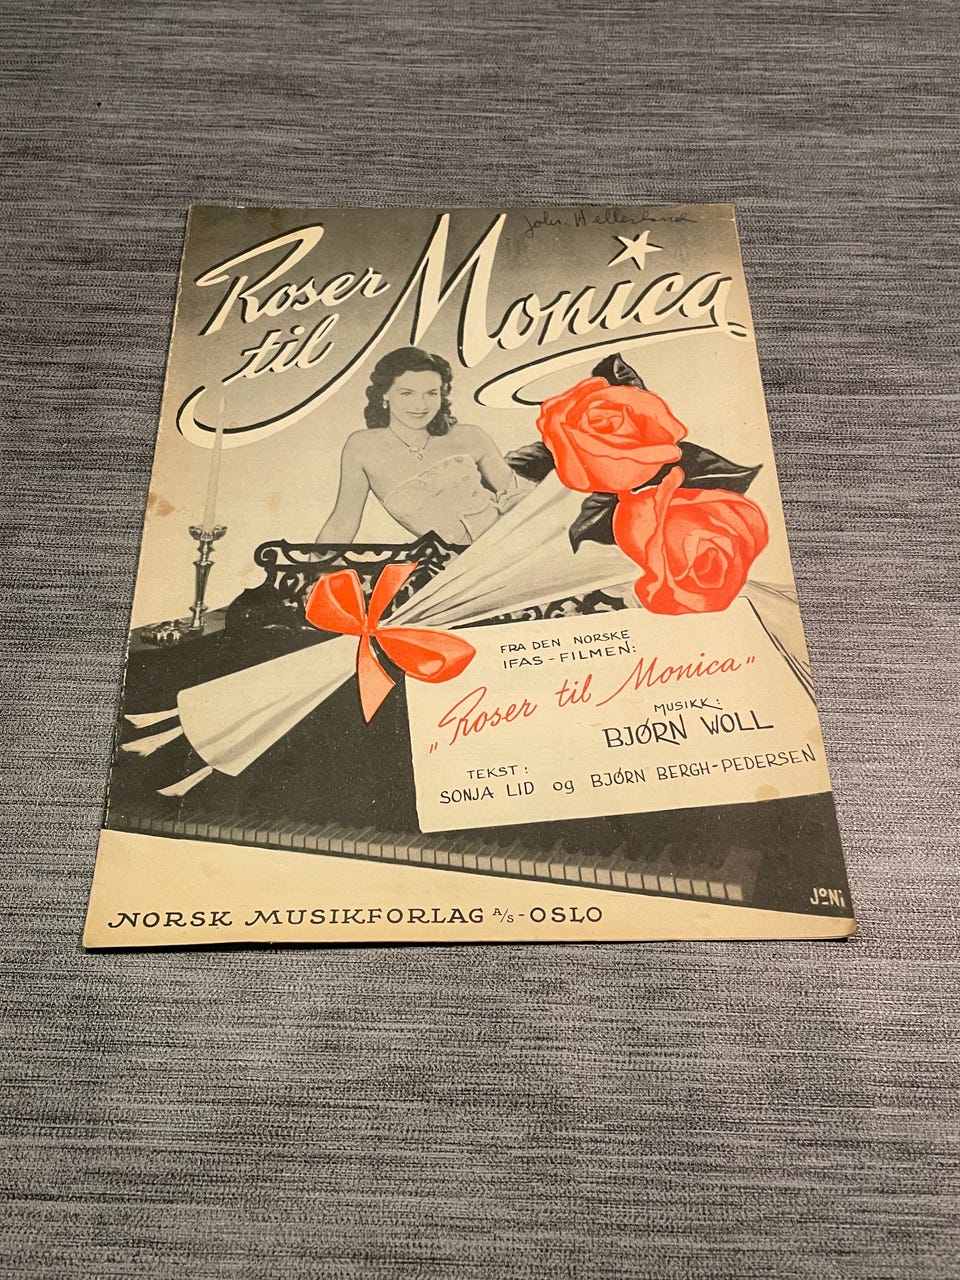 Joh. Hellesland
Roser
til Monica
FRA DEN NORSKE
IFAS-FILMEN:
„Roser til Monica”
MUSIKK:
BJØRN WOLL
TEKST:
SONJA LID og BJØRN BERGH-PEDERSEN
JONI
NORSK MUSIKFORLAG A/S - OSLO